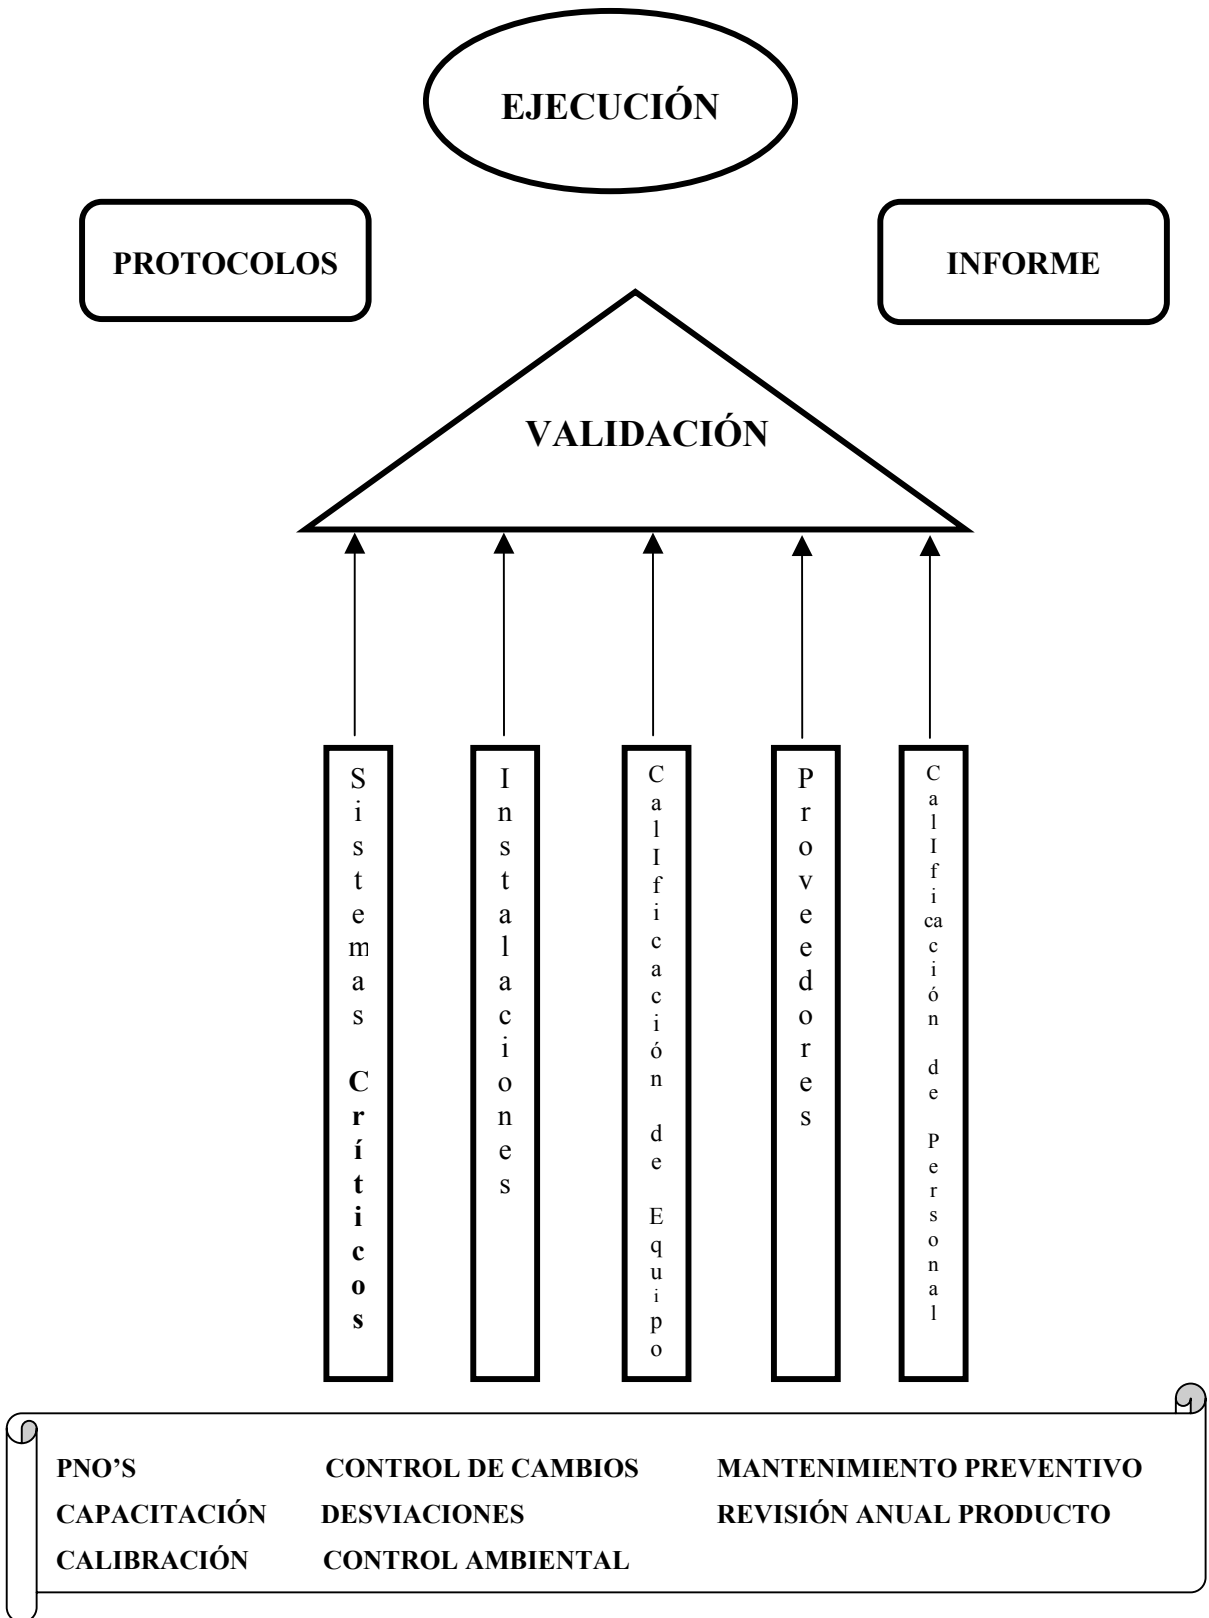 EJECUCIÓN
PROTOCOLOS
INFORME
VALIDACIÓN
Sistemas Críticos
Instalaciones
CalIficación de Equipo
Proveedores
CalIficación de Personal
PNO'S CONTROL DE CAMBIOS MANTENIMIENTO PREVENTIVO
CAPACITACIÓN DESVIACIONES REVISIÓN ANUAL PRODUCTO
CALIBRACIÓN CONTROL AMBIENTAL